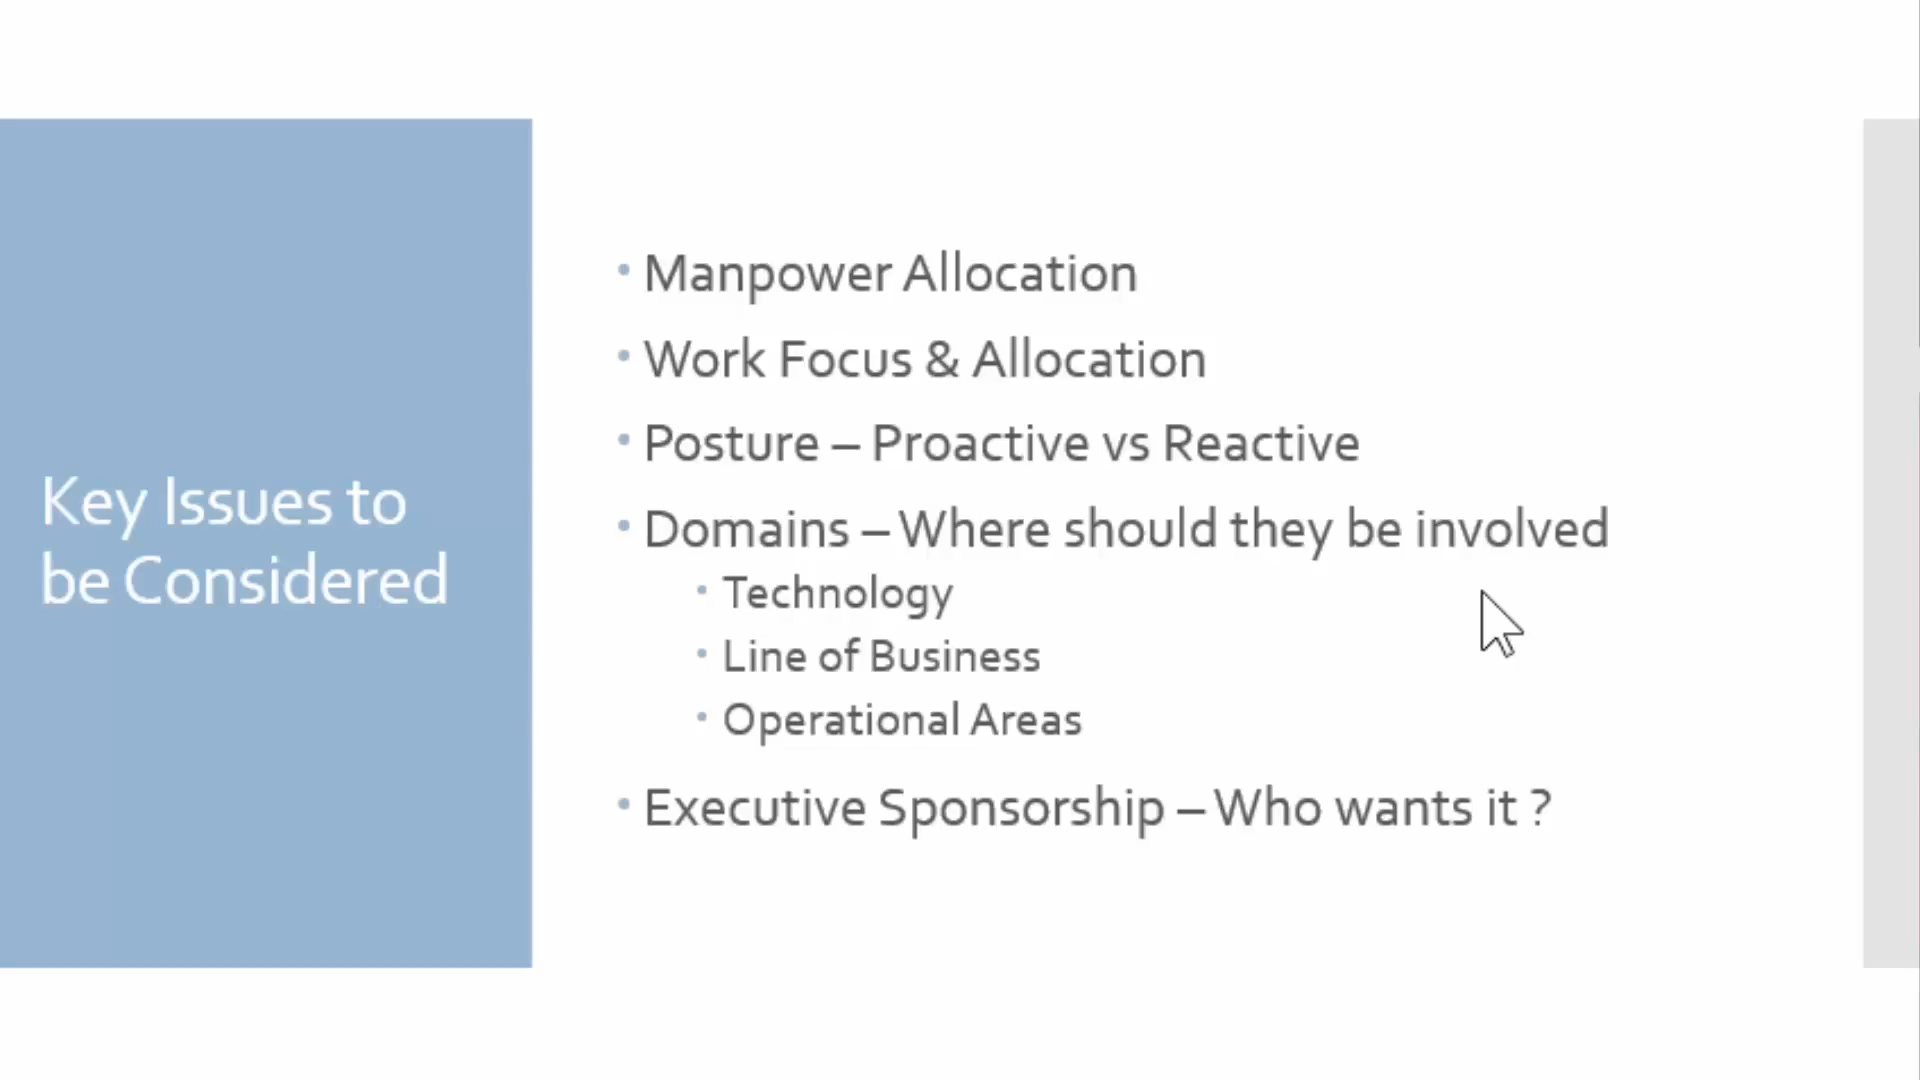 Key Issues to
be Considered
• Manpower Allocation
• Work Focus & Allocation
• Posture – Proactive vs Reactive
• Domains – Where should they be involved
• Technology
• Line of Business
• Operational Areas
• Executive Sponsorship – Who wants it ?